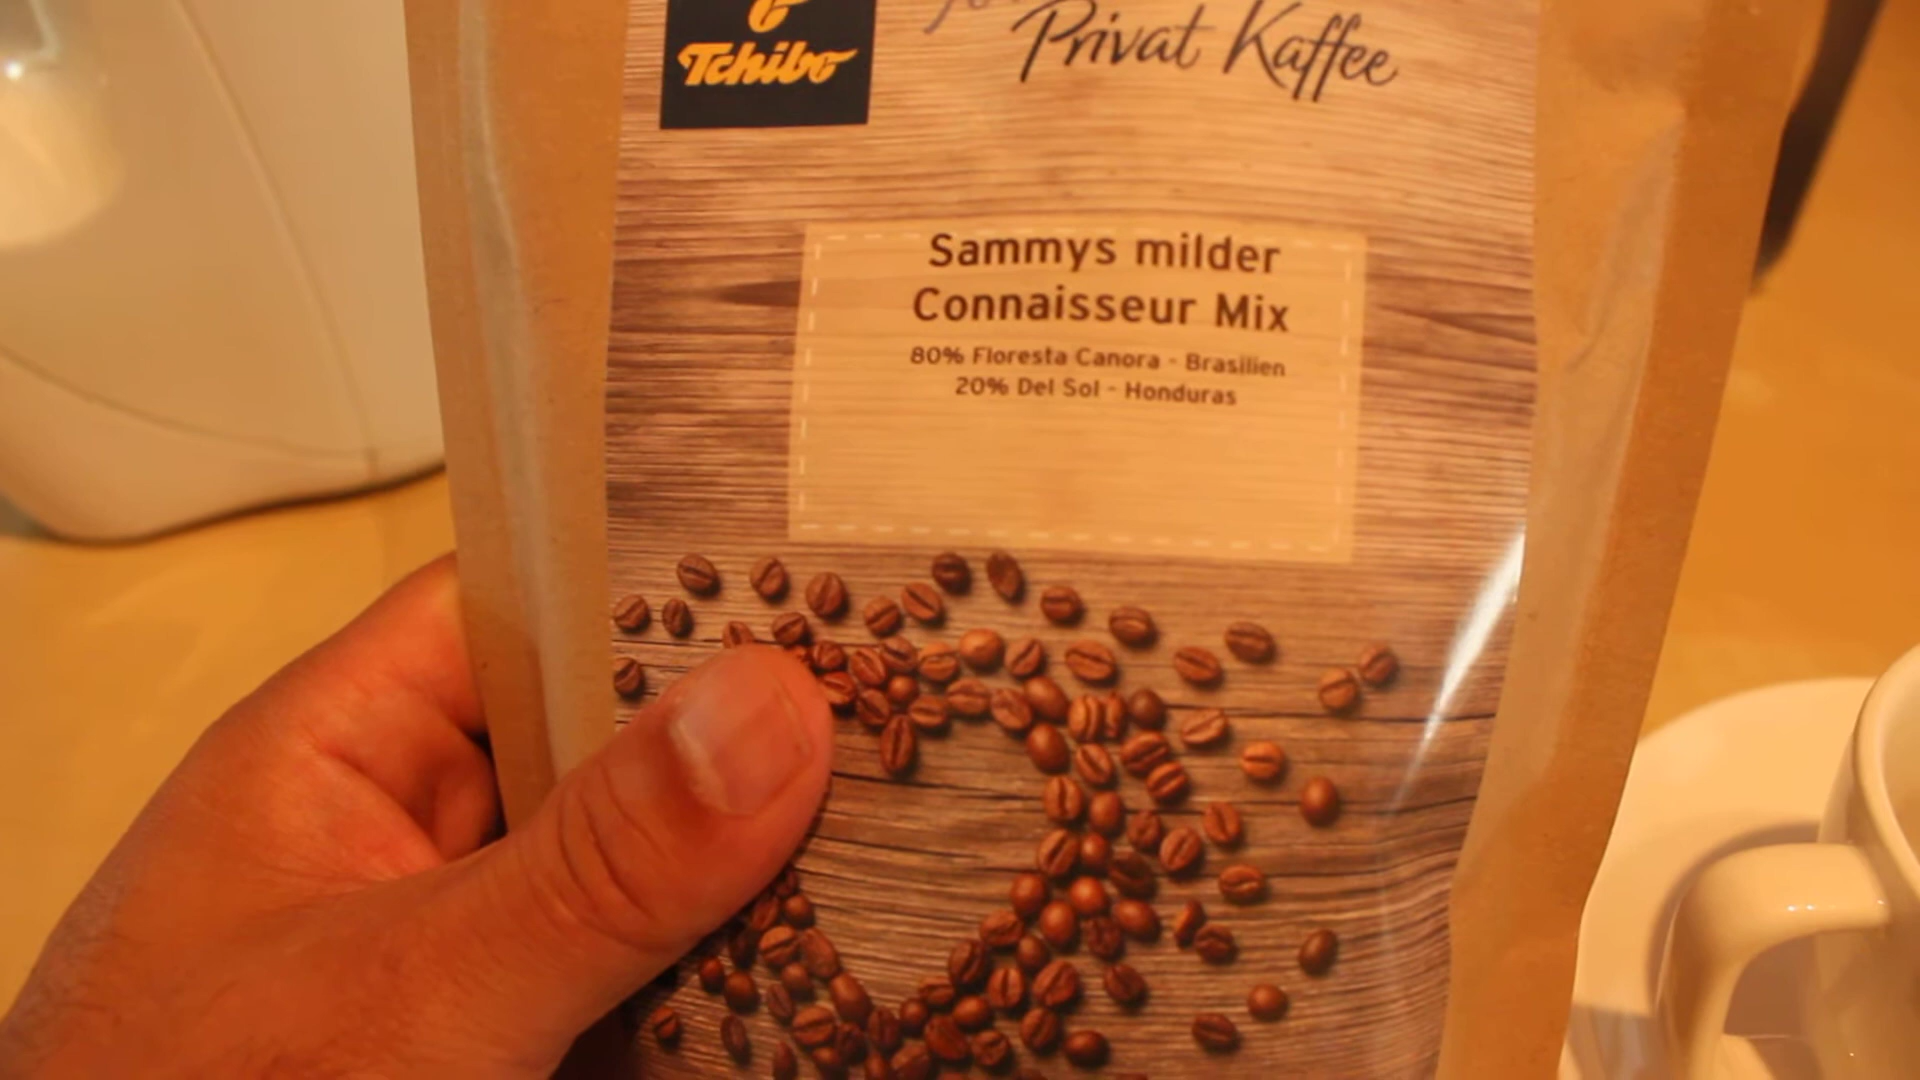 Tchibo
Privat Kaffee
Sammys milder
Connaisseur Mix
80% Floresta Canora - Brasilien
20% Del Sol - Honduras